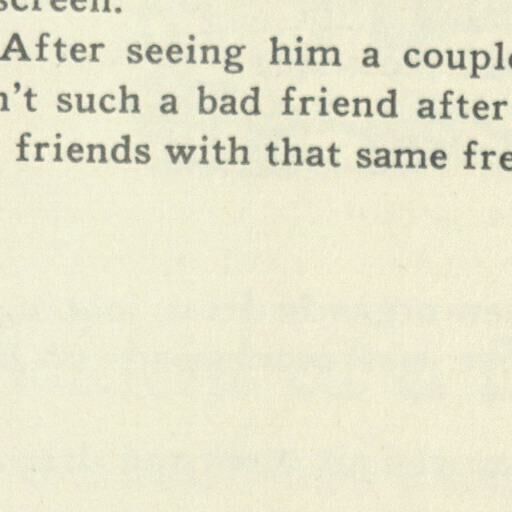 screen.
After seeing him a couple
n't such a bad friend after
friends with that same fre